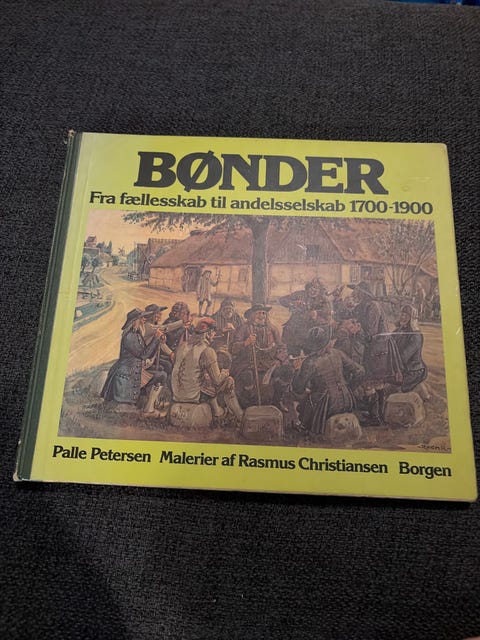 BØNDER
Fra fællesskab til andelsselskab 1700-1900
Palle Petersen Malerier af Rasmus Christiansen Borgen